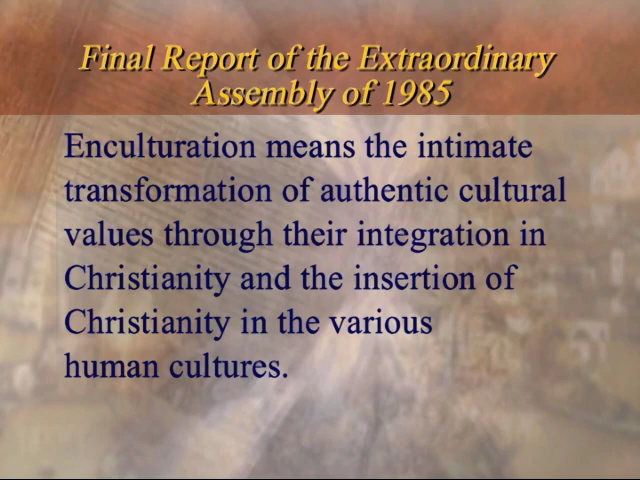 Final Report of the Extraordinary
Assembly of 1985
Enculturation means the intimate
transformation of authentic cultural
values through their integration in
Christianity and the insertion of
Christianity in the various
human cultures.